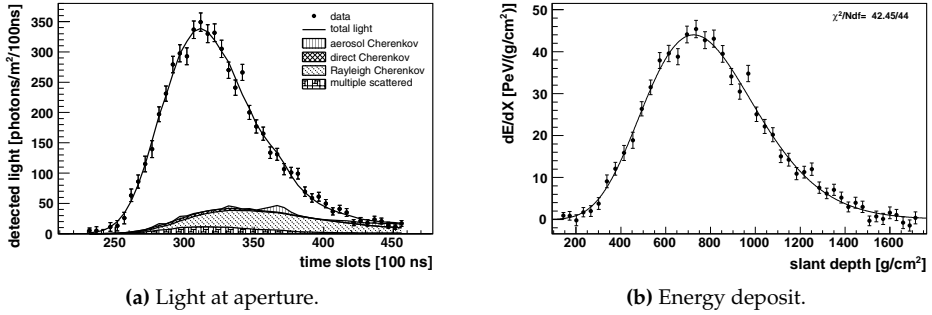 detected light [photons/m²/100ns]
350
300
250
200
150
100
50
0
data
total light
aerosol Cherenkov
direct Cherenkov
Rayleigh Cherenkov
multiple scattered
250 300 350 400 450
time slots [100 ns]
(a) Light at aperture.
dE/dX [PeV/(g/cm²)]
50
40
30
20
10
0
χ²/Ndf= 42.45/44
200 400 600 800 1000 1200 1400 1600
slant depth [g/cm²]
(b) Energy deposit.